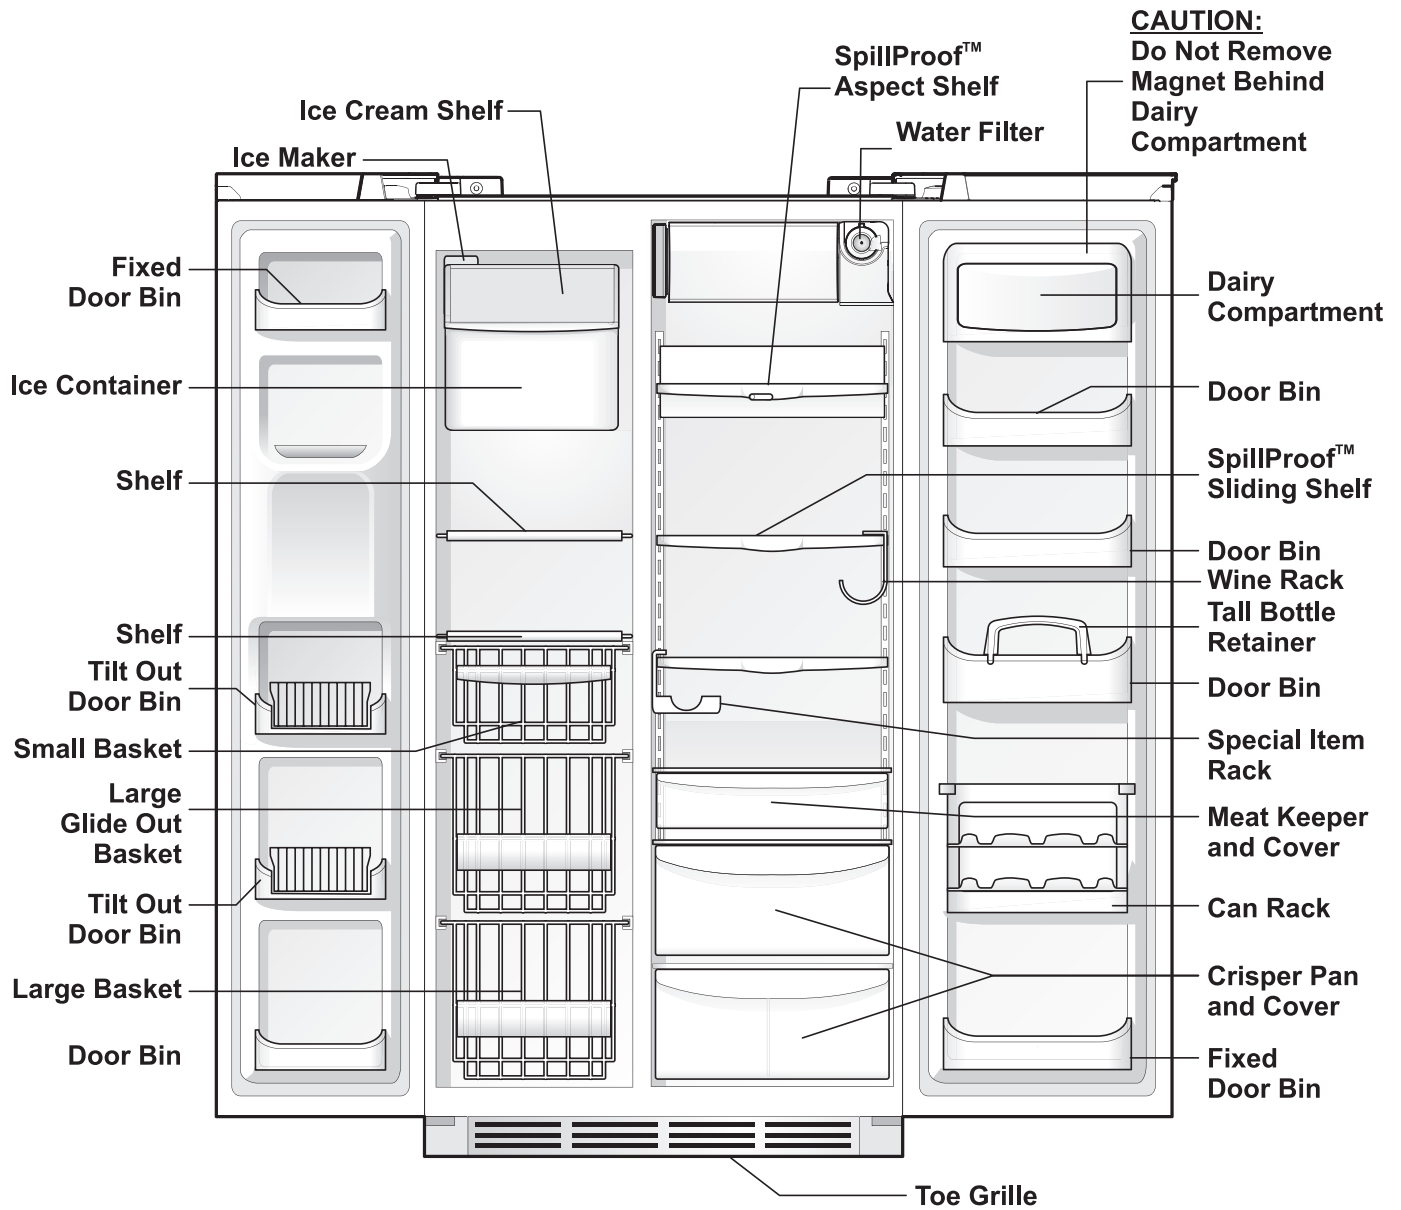 CAUTION:
Do Not Remove
Magnet Behind
Dairy
Compartment
SpillProof™
Aspect Shelf
Water Filter
Ice Cream Shelf
Ice Maker
Fixed
Door Bin
Ice Container
Shelf
Shelf
Tilt Out
Door Bin
Small Basket
Large
Glide Out
Basket
Tilt Out
Door Bin
Large Basket
Door Bin
Dairy
Compartment
Door Bin
SpillProof™
Sliding Shelf
Door Bin
Wine Rack
Tall Bottle
Retainer
Door Bin
Special Item
Rack
Meat Keeper
and Cover
Can Rack
Crisper Pan
and Cover
Fixed
Door Bin
Toe Grille